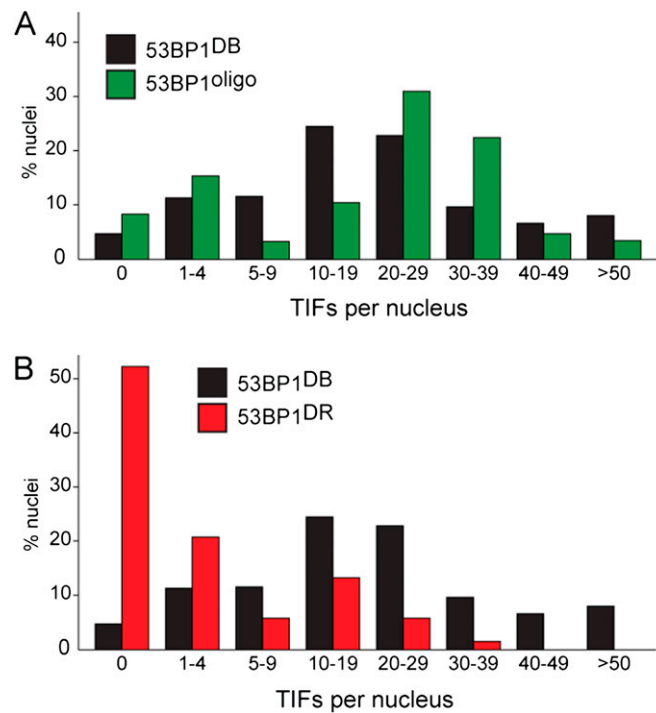 A
40
30
20
10
0
% nuclei
53BP1DB
53BP1oligo
0 1-4 5-9 10-19 20-29 30-39 40-49 >50
TIFs per nucleus
B
50
40
30
20
10
0
% nuclei
53BP1DB
53BP1DR
0 1-4 5-9 10-19 20-29 30-39 40-49 >50
TIFs per nucleus